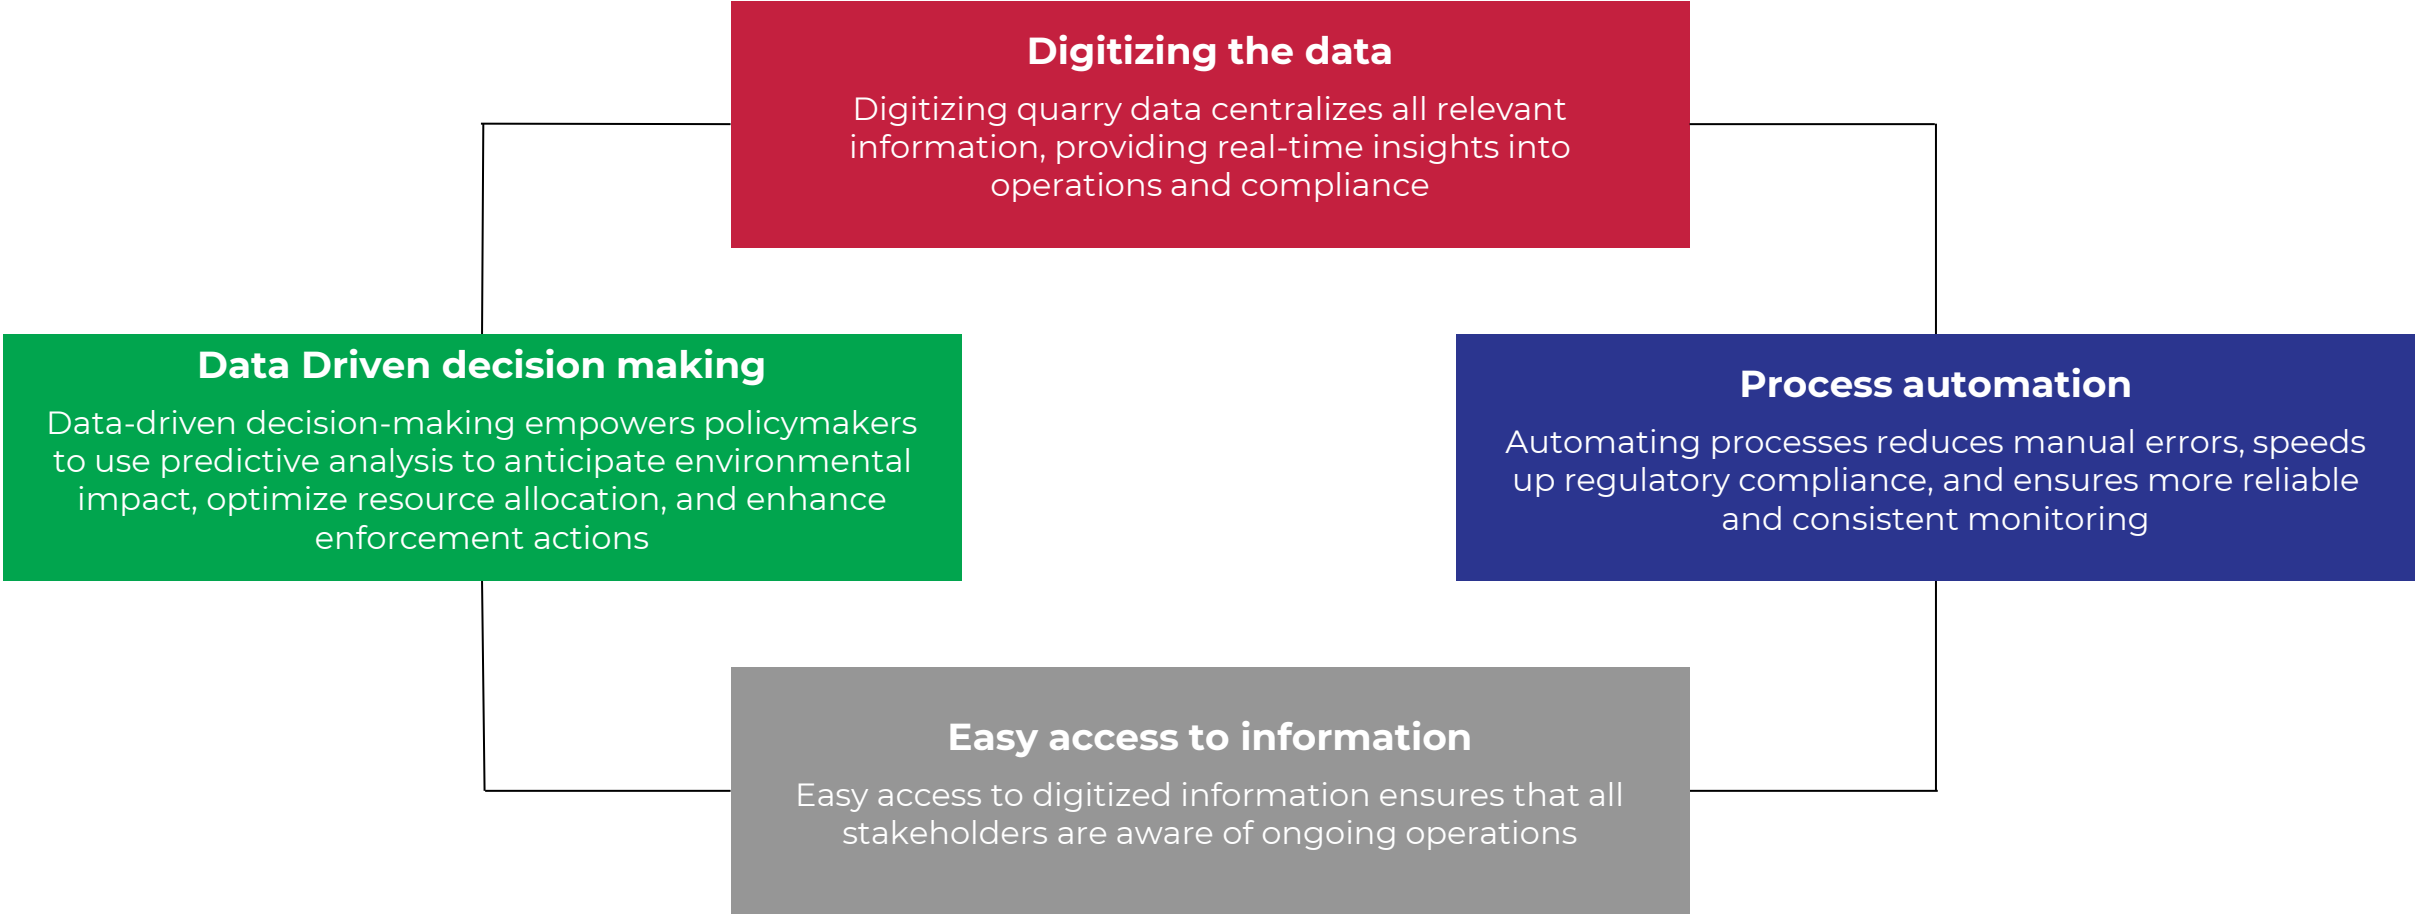 Digitizing the data
Digitizing quarry data centralizes all relevant
information, providing real-time insights into
operations and compliance
Data Driven decision making
Data-driven decision-making empowers policymakers
to use predictive analysis to anticipate environmental
impact, optimize resource allocation, and enhance
enforcement actions
Process automation
Automating processes reduces manual errors, speeds
up regulatory compliance, and ensures more reliable
and consistent monitoring
Easy access to information
Easy access to digitized information ensures that all
stakeholders are aware of ongoing operations